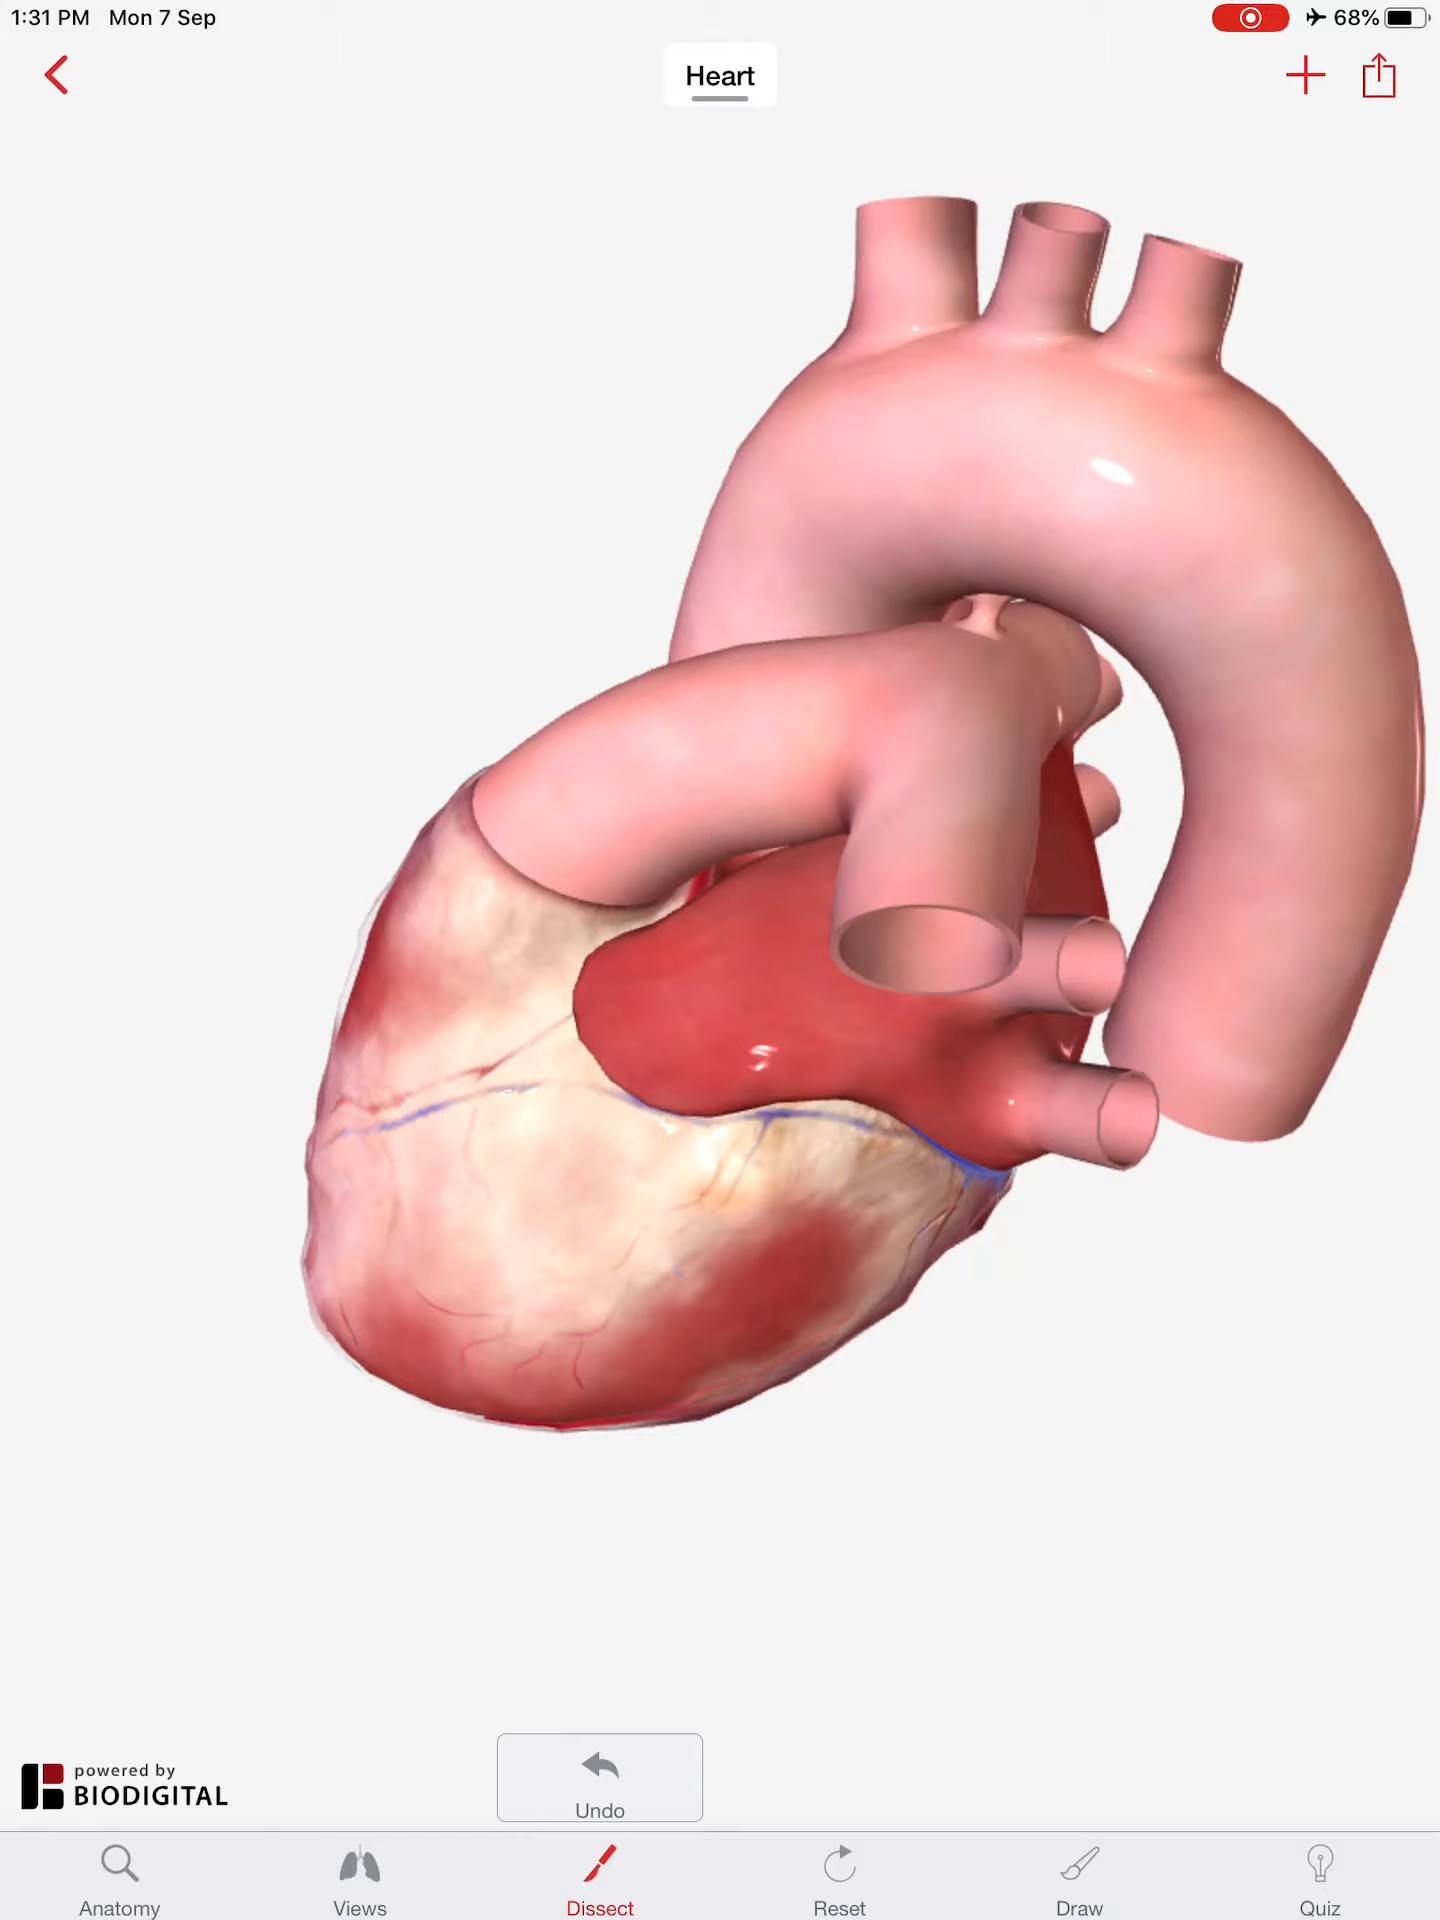 1:31 PM Mon 7 Sep
68%
Heart
powered by
BIODIGITAL
Undo
Anatomy Views Dissect Reset Draw Quiz